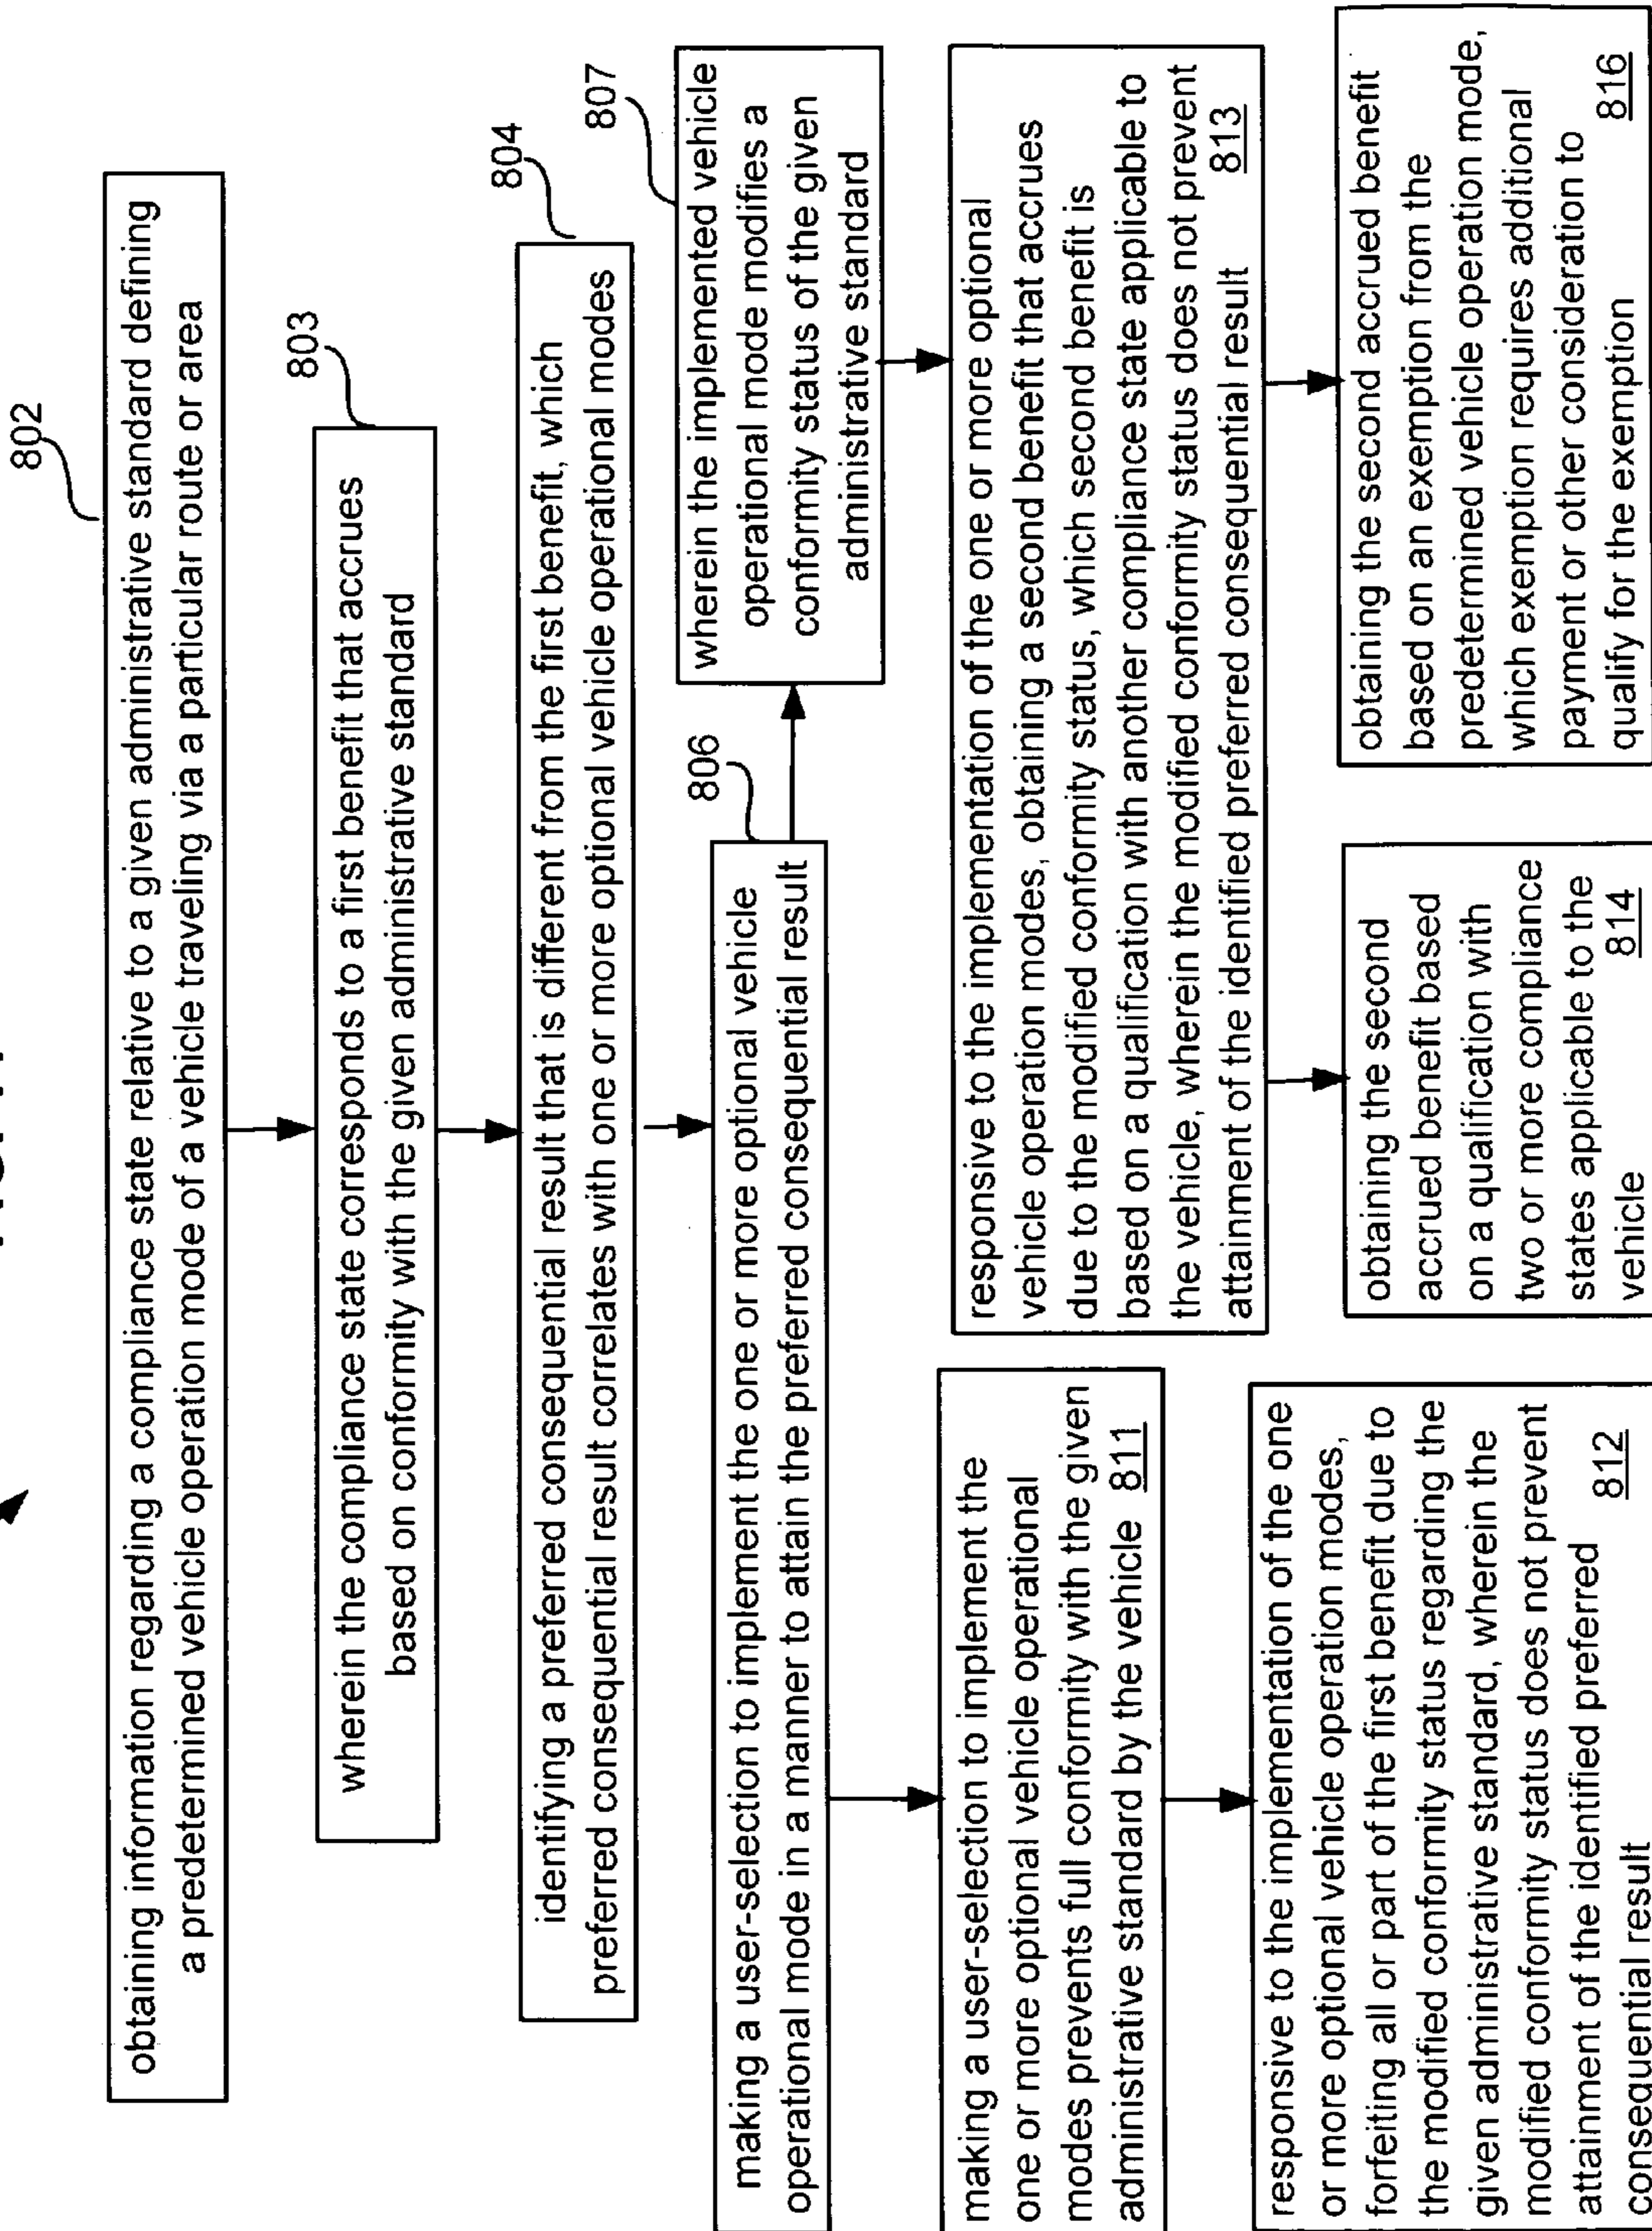 802
obtaining information regarding a compliance state relative to a given administrative standard defining
a predetermined vehicle operation mode of a vehicle traveling via a particular route or area
803
wherein the compliance state corresponds to a first benefit that accrues
based on conformity with the given administrative standard
804
identifying a preferred consequential result that is different from the first benefit, which
preferred consequential result correlates with one or more optional vehicle operational modes
806
making a user-selection to implement the one or more optional vehicle
operational mode in a manner to attain the preferred consequential result
807
wherein the implemented vehicle
operational mode modifies a
conformity status of the given
administrative standard
making a user-selection to implement the
one or more optional vehicle operational
modes prevents full conformity with the given
administrative standard by the vehicle 811
responsive to the implementation of the one
or more optional vehicle operation modes,
forfeiting all or part of the first benefit due to
the modified conformity status regarding the
given administrative standard, wherein the
modified conformity status does not prevent
attainment of the identified preferred
consequential result 812
responsive to the implementation of the one or more optional
vehicle operation modes, obtaining a second benefit that accrues
due to the modified conformity status, which second benefit is
based on a qualification with another compliance state applicable to
the vehicle, wherein the modified conformity status does not prevent
attainment of the identified preferred consequential result 813
obtaining the second
accrued benefit based
on a qualification with
two or more compliance
states applicable to the
vehicle 814
obtaining the second accrued benefit
based on an exemption from the
predetermined vehicle operation mode,
which exemption requires additional
payment or other consideration to
qualify for the exemption 816